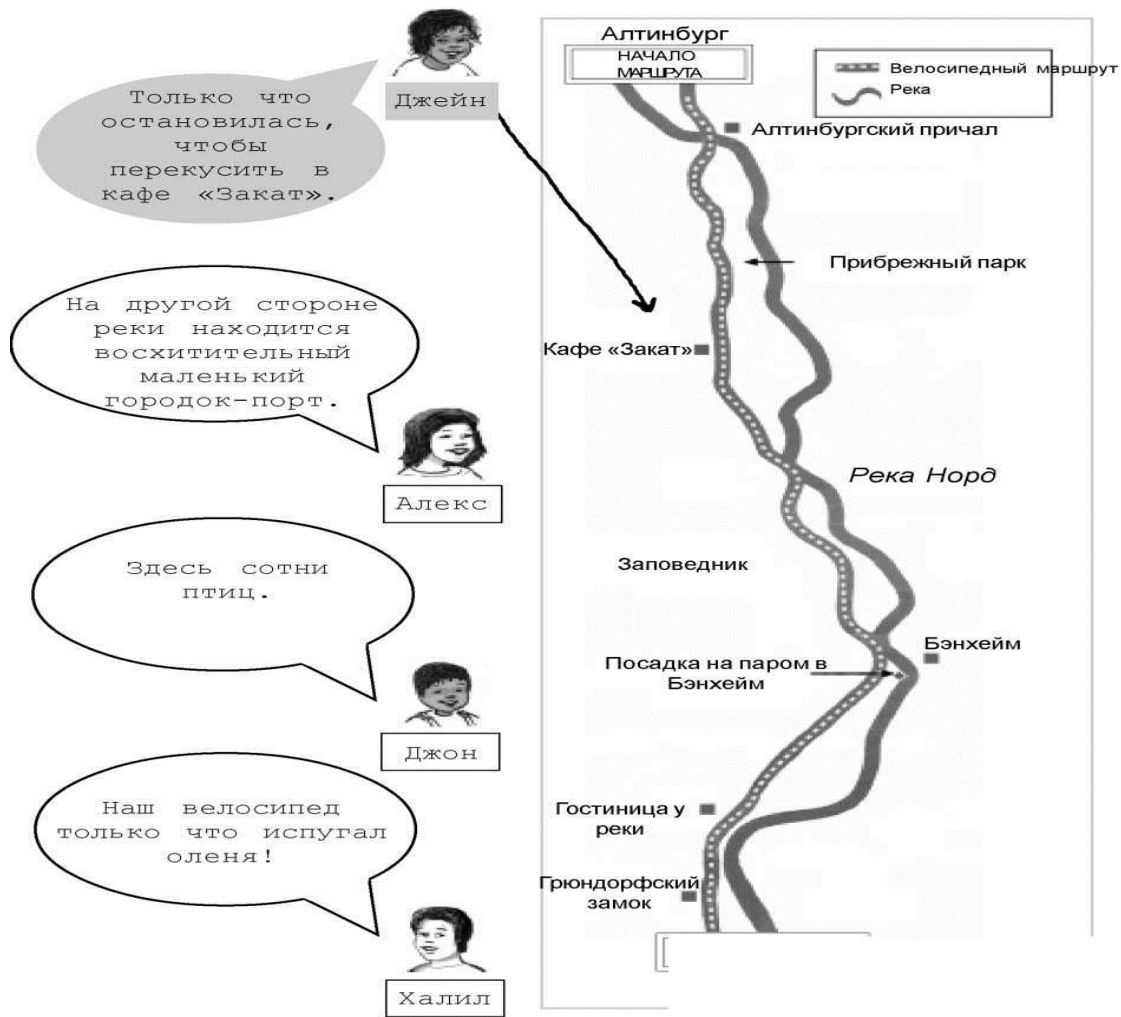 Только что
остановилась,
чтобы
перекусить в
кафе «Закат».
Джейн
На другой стороне
реки находится
восхитительный
маленький
городок-порт.
Алекс
Здесь сотни
птиц.
Джон
Наш велосипед
только что испугал
оленя!
Халил
Алтинбург
НАЧАЛО
МАРШРУТА
Велосипедный маршрут
Река
Алтинбургский причал
Прибрежный парк
Кафе «Закат»
Река Норд
Заповедник
Бэнхейм
Посадка на паром в
Бэнхейм
Гостиница у
реки
Грюндорфский
замок